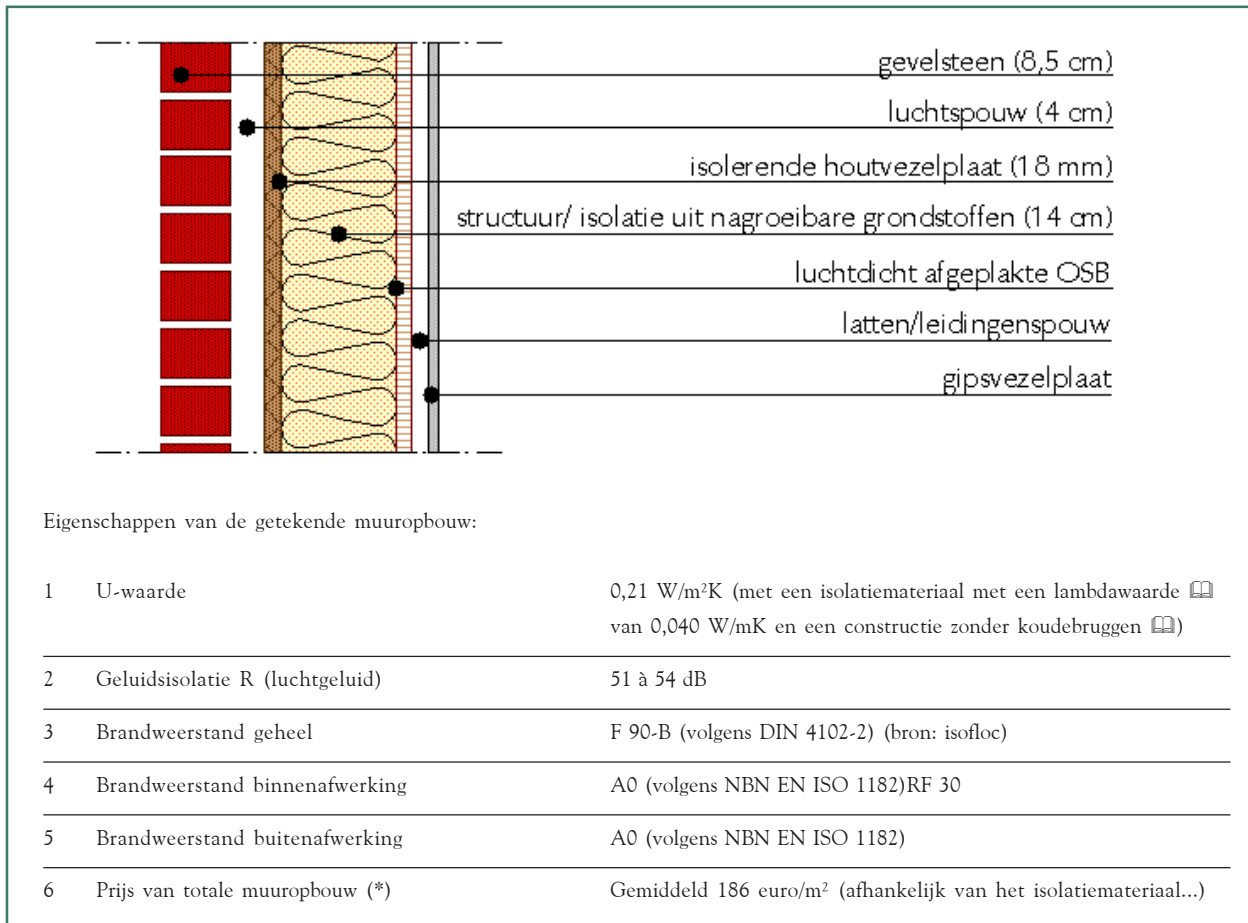 gevelsteen (8,5 cm)
luchtspouw (4 cm)
isolerende houtvezelplaat (18 mm)
structuur/ isolatie uit nagroeibare grondstoffen (14 cm)
luchtdicht afgeplakte OSB
latten/leidingenspouw
gipsvezelplaat
Eigenschappen van de getekende muuropbouw:
1 U-waarde 0,21 W/m²K (met een isolatiemateriaal met een lambdawaarde 🕮
van 0,040 W/mK en een constructie zonder koudebruggen 🕮)
2 Geluidsisolatie R (luchtgeluid) 51 à 54 dB
3 Brandweerstand geheel F 90-B (volgens DIN 4102-2) (bron: isofloc)
4 Brandweerstand binnenafwerking A0 (volgens NBN EN ISO 1182)RF 30
5 Brandweerstand buitenafwerking A0 (volgens NBN EN ISO 1182)
6 Prijs van totale muuropbouw (*) Gemiddeld 186 euro/m² (afhankelijk van het isolatiemateriaal...)